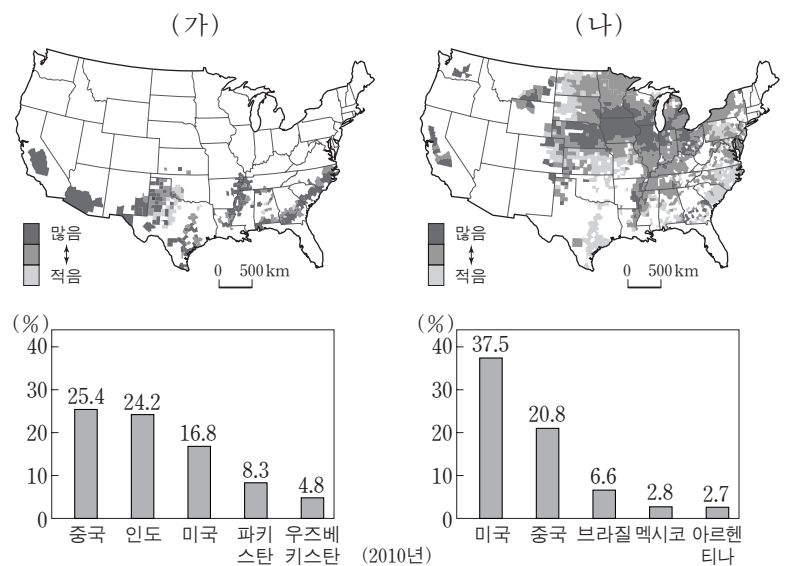 (가)
(나)
많음
적음
0 500 km
많음
적음
0 500 km
(%)
40
30
20
10
0
25.4
24.2
16.8
8.3
4.8
중국 인도 미국 파키스탄 우즈베키스탄
(2010년)
(%)
40
30
20
10
0
37.5
20.8
6.6
2.8
2.7
미국 중국 브라질 멕시코 아르헨티나